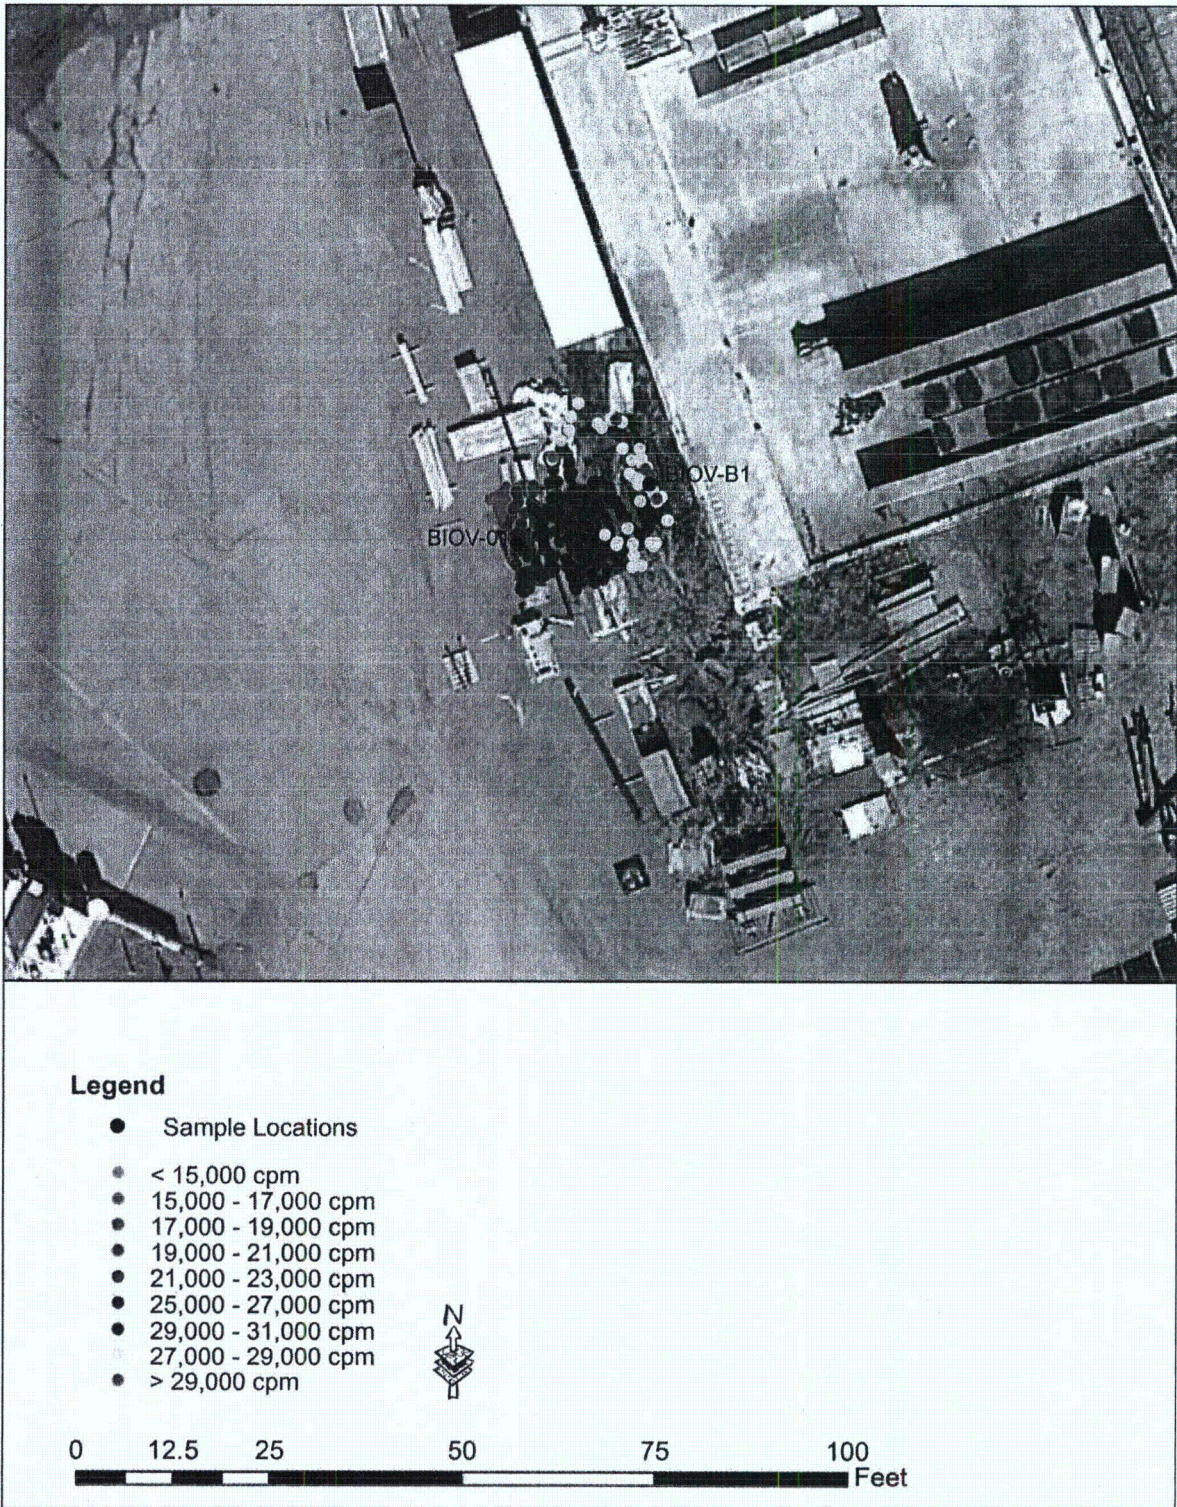 BIOV-B1
Legend
Sample Locations
< 15,000 cpm
15,000 - 17,000 cpm
17,000 - 19,000 cpm
19,000 - 21,000 cpm
21,000 - 23,000 cpm
25,000 - 27,000 cpm
29,000 - 31,000 cpm
27,000 - 29,000 cpm
> 29,000 cpm
N
0 12.5 25 50 75 100
Feet